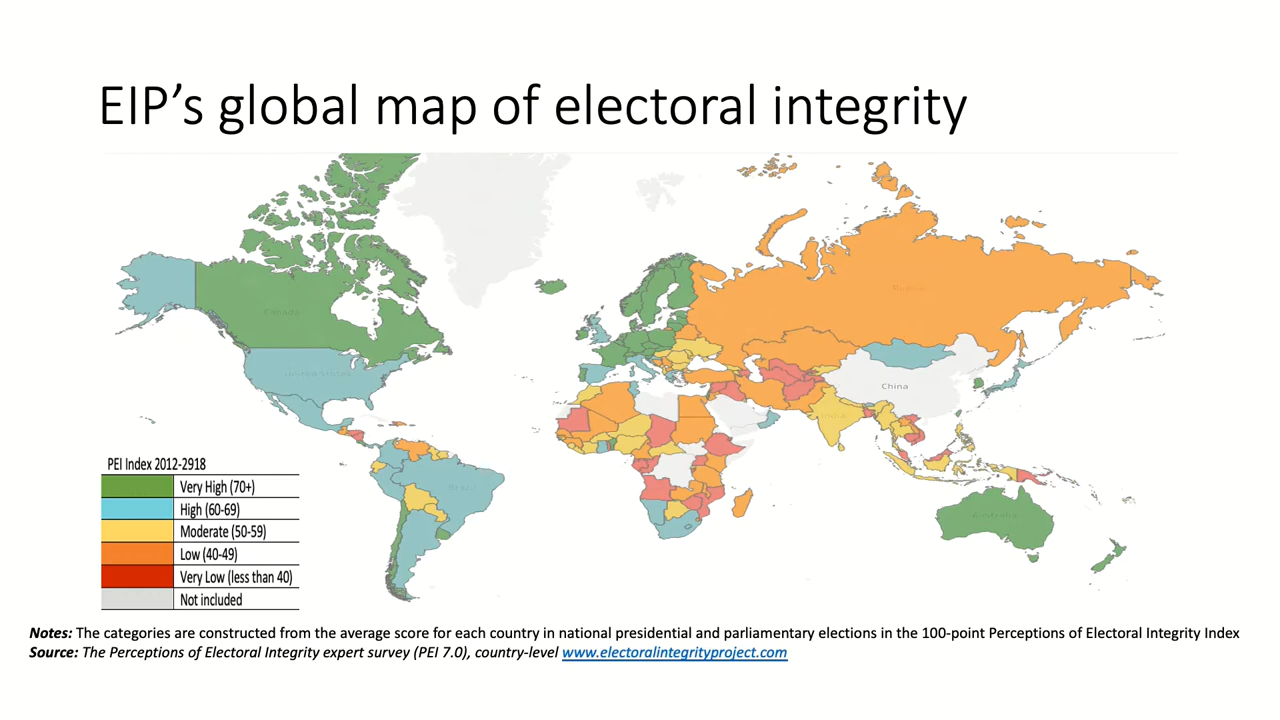 EIP's global map of electoral integrity
Canada
United States
Russia
China
India
Brazil
Australia
PEI Index 2012-2918
Very High (70+)
High (60-69)
Moderate (50-59)
Low (40-49)
Very Low (less than 40)
Not included
Notes: The categories are constructed from the average score for each country in national presidential and parliamentary elections in the 100-point Perceptions of Electoral Integrity Index
Source: The Perceptions of Electoral Integrity expert survey (PEI 7.0), country-level www.electoralintegrityproject.com